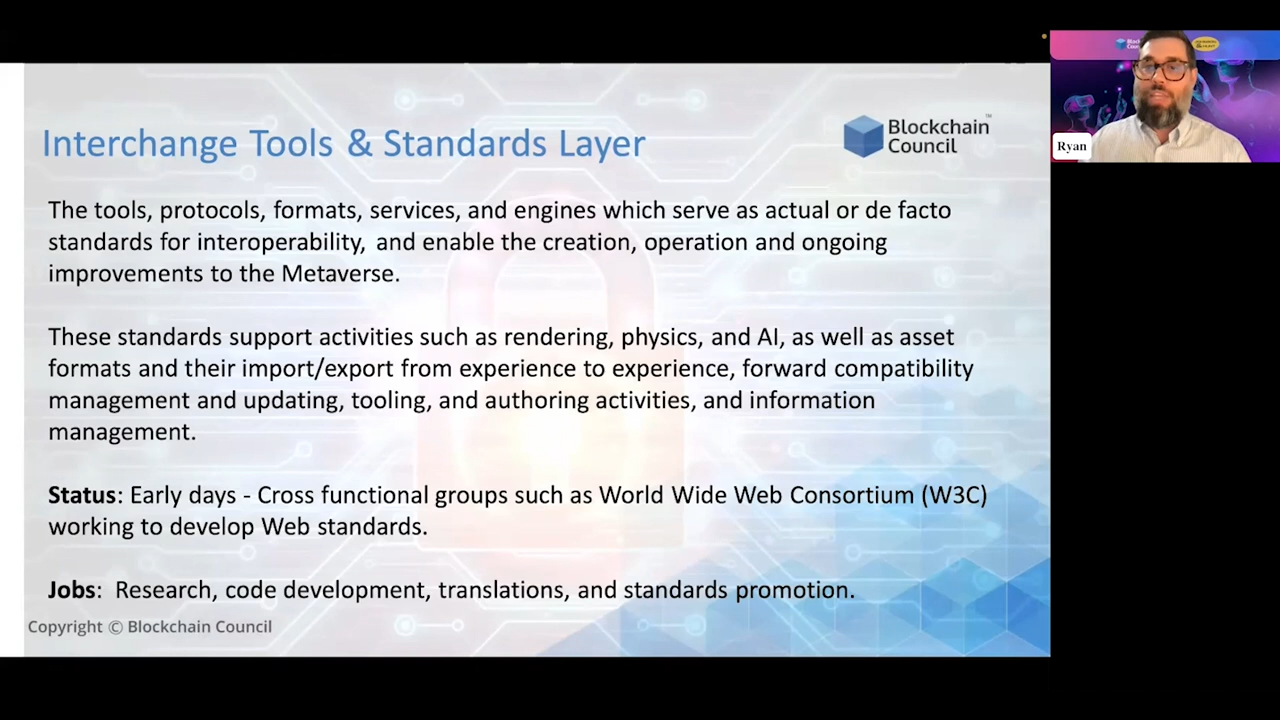 Interchange Tools & Standards Layer
Blockchain
Council
™
The tools, protocols, formats, services, and engines which serve as actual or de facto
standards for interoperability, and enable the creation, operation and ongoing
improvements to the Metaverse.
These standards support activities such as rendering, physics, and AI, as well as asset
formats and their import/export from experience to experience, forward compatibility
management and updating, tooling, and authoring activities, and information
management.
Status: Early days - Cross functional groups such as World Wide Web Consortium (W3C)
working to develop Web standards.
Jobs: Research, code development, translations, and standards promotion.
Copyright © Blockchain Council
Ryan